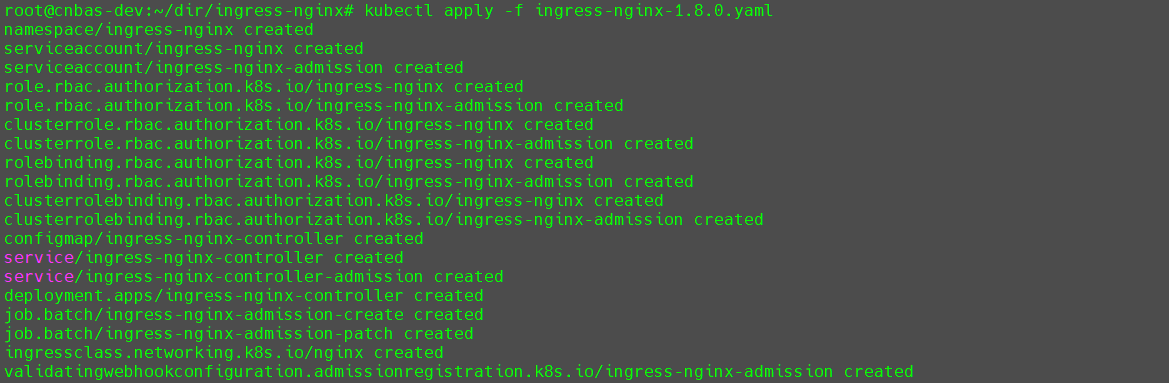 root@cnbas-dev:~/dir/ingress-nginx# kubectl apply -f ingress-nginx-1.8.0.yaml
namespace/ingress-nginx created
serviceaccount/ingress-nginx created
serviceaccount/ingress-nginx-admission created
role.rbac.authorization.k8s.io/ingress-nginx created
role.rbac.authorization.k8s.io/ingress-nginx-admission created
clusterrole.rbac.authorization.k8s.io/ingress-nginx created
clusterrole.rbac.authorization.k8s.io/ingress-nginx-admission created
rolebinding.rbac.authorization.k8s.io/ingress-nginx created
rolebinding.rbac.authorization.k8s.io/ingress-nginx-admission created
clusterrolebinding.rbac.authorization.k8s.io/ingress-nginx created
clusterrolebinding.rbac.authorization.k8s.io/ingress-nginx-admission created
configmap/ingress-nginx-controller created
service/ingress-nginx-controller created
service/ingress-nginx-controller-admission created
deployment.apps/ingress-nginx-controller created
job.batch/ingress-nginx-admission-create created
job.batch/ingress-nginx-admission-patch created
ingressclass.networking.k8s.io/nginx created
validatingwebhookconfiguration.admissionregistration.k8s.io/ingress-nginx-admission created